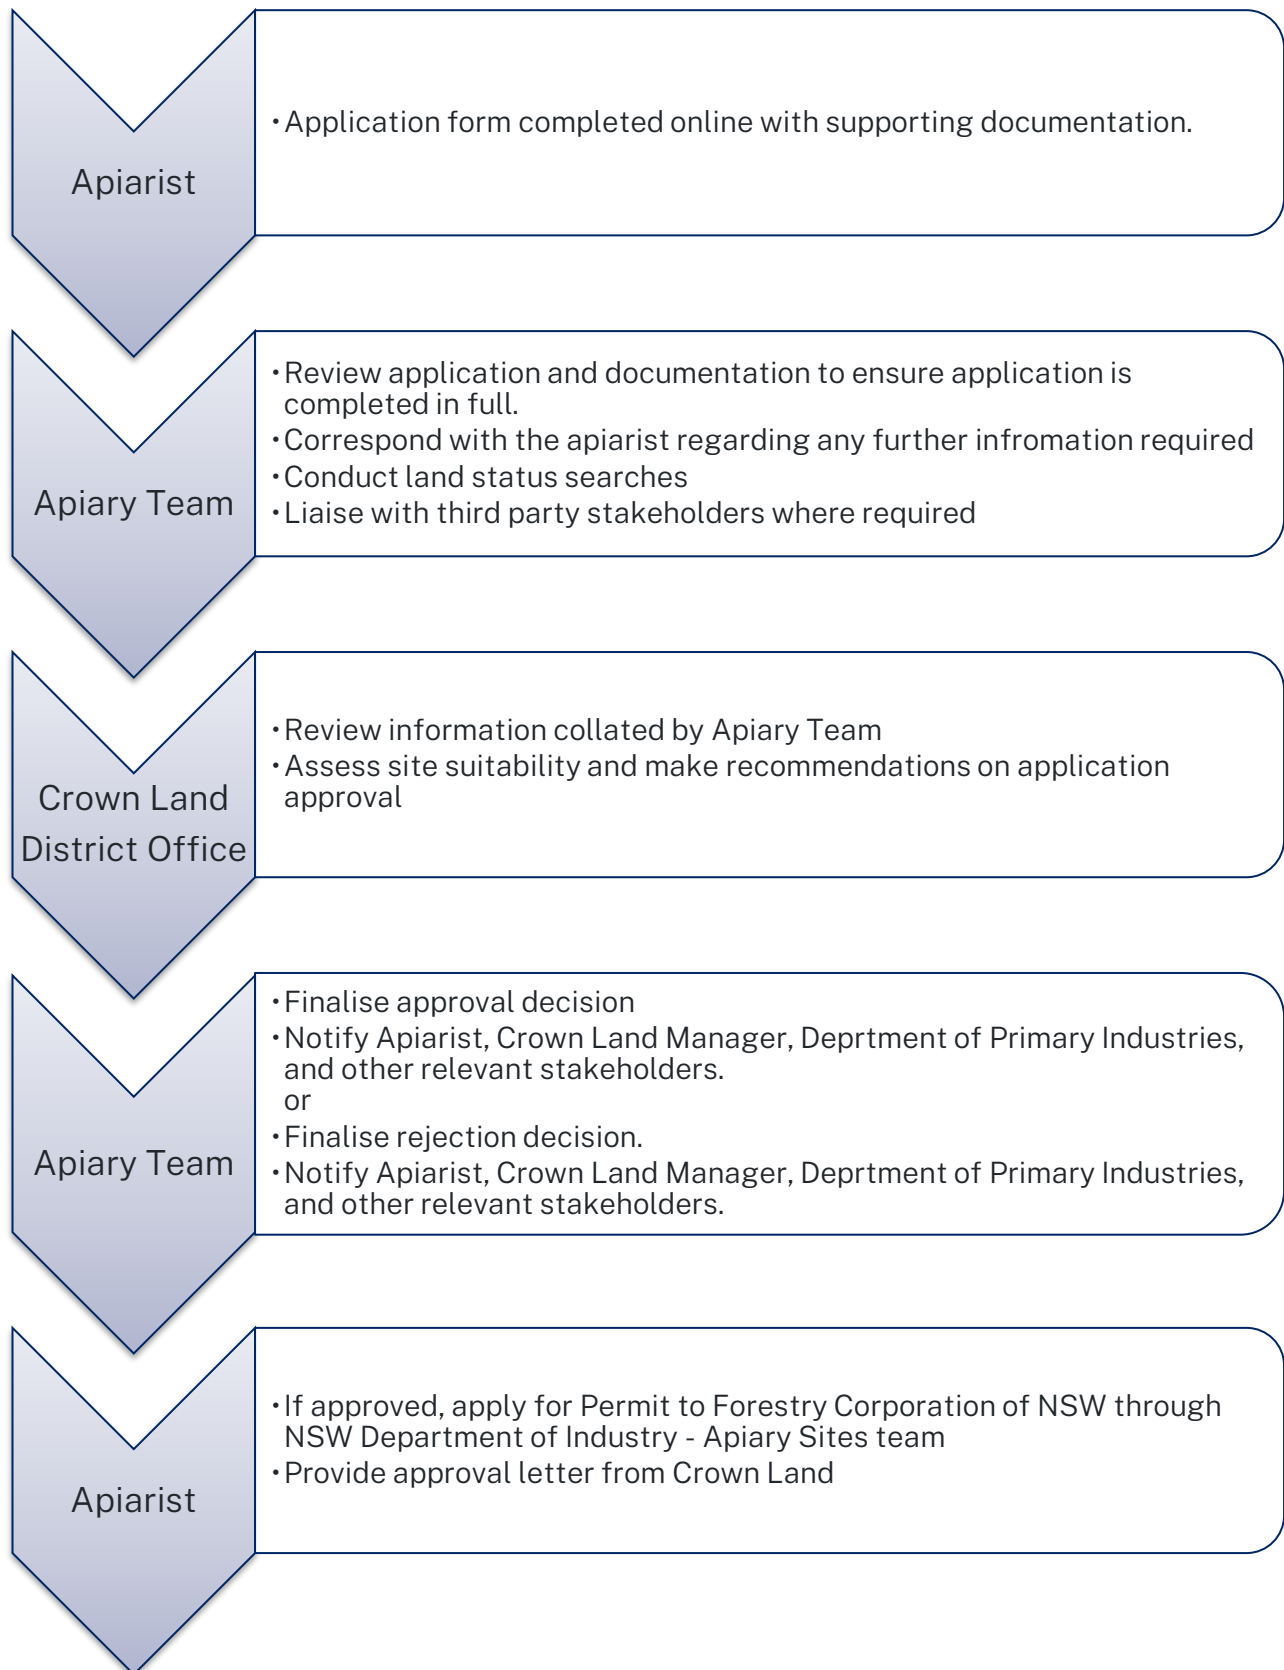 Apiarist
•Application form completed online with supporting documentation.
Apiary Team
•Review application and documentation to ensure application is
completed in full.
•Correspond with the apiarist regarding any further infromation required
•Conduct land status searches
•Liaise with third party stakeholders where required
Crown Land
District Office
•Review information collated by Apiary Team
•Assess site suitability and make recommendations on application
approval
Apiary Team
•Finalise approval decision
•Notify Apiarist, Crown Land Manager, Deprtment of Primary Industries,
and other relevant stakeholders.
or
•Finalise rejection decision.
•Notify Apiarist, Crown Land Manager, Deprtment of Primary Industries,
and other relevant stakeholders.
Apiarist
•If approved, apply for Permit to Forestry Corporation of NSW through
NSW Department of Industry - Apiary Sites team
•Provide approval letter from Crown Land